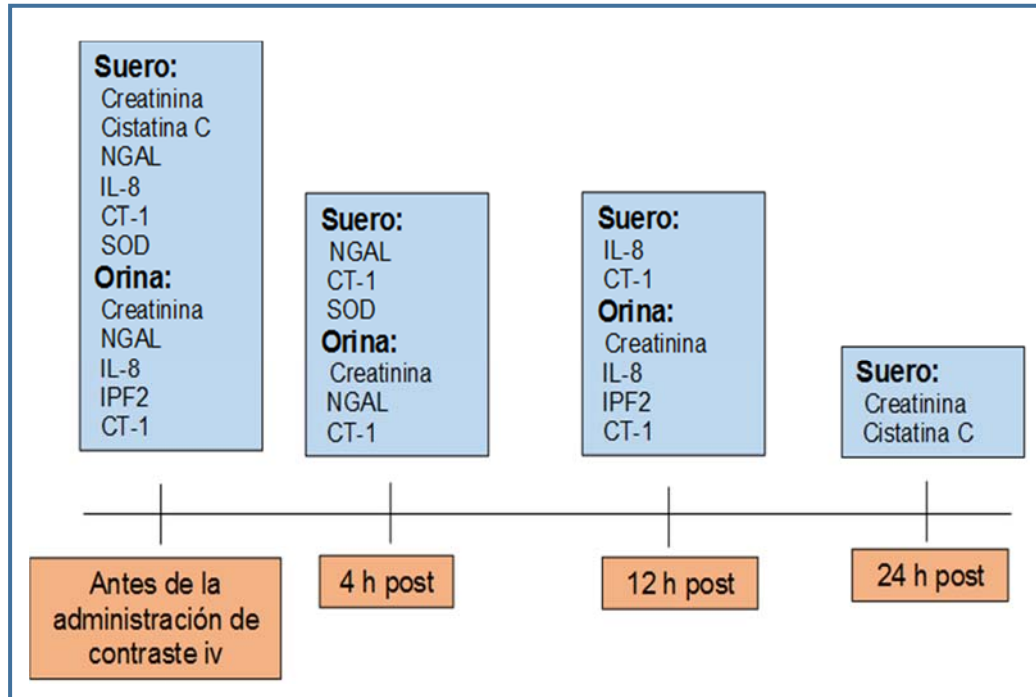 Suero:
Creatinina
Cistatina C
NGAL
IL-8
CT-1
SOD
Orina:
Creatinina
NGAL
IL-8
IPF2
CT-1
Suero:
NGAL
CT-1
SOD
Orina:
Creatinina
NGAL
CT-1
Suero:
IL-8
CT-1
Orina:
Creatinina
IL-8
IPF2
CT-1
Suero:
Creatinina
Cistatina C
Antes de la
administración de
contraste iv
4 h post
12 h post
24 h post